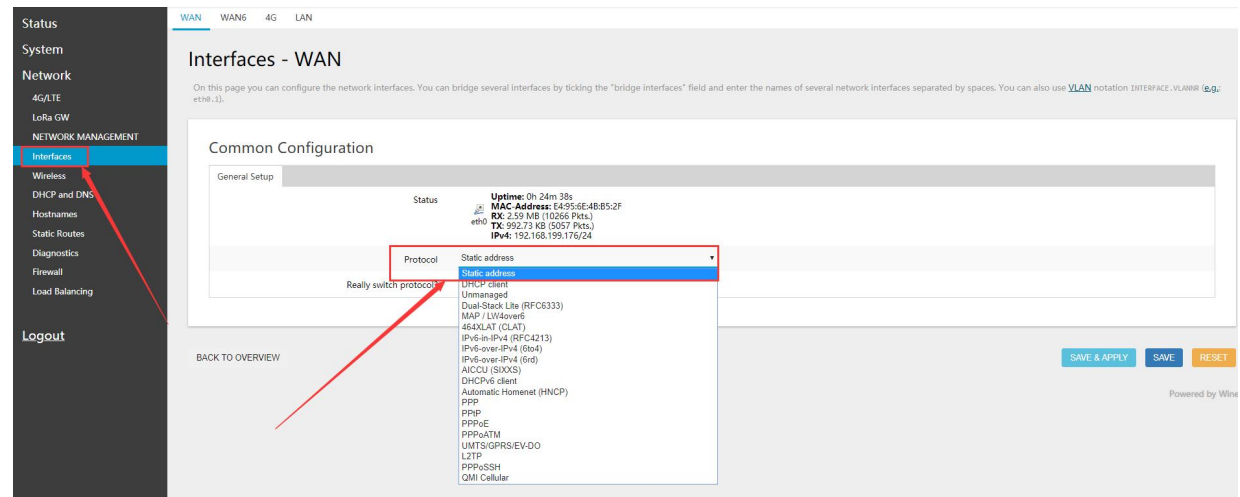 Status
System
Network
4G/LTE
LoRa GW
NETWORK MANAGEMENT
Interfaces
Wireless
DHCP and DNS
Hostnames
Static Routes
Diagnostics
Firewall
Load Balancing
Logout
WAN WAN6 4G LAN
Interfaces - WAN
On this page you can configure the network interfaces. You can bridge several interfaces by ticking the "bridge interfaces" field and enter the names of several network interfaces separated by spaces. You can also use VLAN notation INTERFACE.VLANNR (e.g.:
eth0.1).
Common Configuration
General Setup
Status
eth0
Uptime: 0h 24m 38s
MAC-Address: E4:95:6E:4B:B5:2F
RX: 2.59 MB (10266 Pkts.)
TX: 992.73 KB (5057 Pkts.)
IPv4: 192.168.199.176/24
Protocol Static address
Really switch protocol?
Static address
DHCP client
Unmanaged
Dual-Stack Lite (RFC6333)
MAP / LW4over6
464XLAT (CLAT)
IPv6-in-IPv4 (RFC4213)
IPv6-over-IPv4 (6to4)
IPv6-over-IPv4 (6rd)
AICCU (SIXXS)
DHCPv6 client
Automatic Homenet (HNCP)
PPP
PPtP
PPPoE
PPPoATM
UMTS/GPRS/EV-DO
L2TP
PPPoSSH
QMI Cellular
BACK TO OVERVIEW
SAVE & APPLY SAVE RESET
Powered by Wine